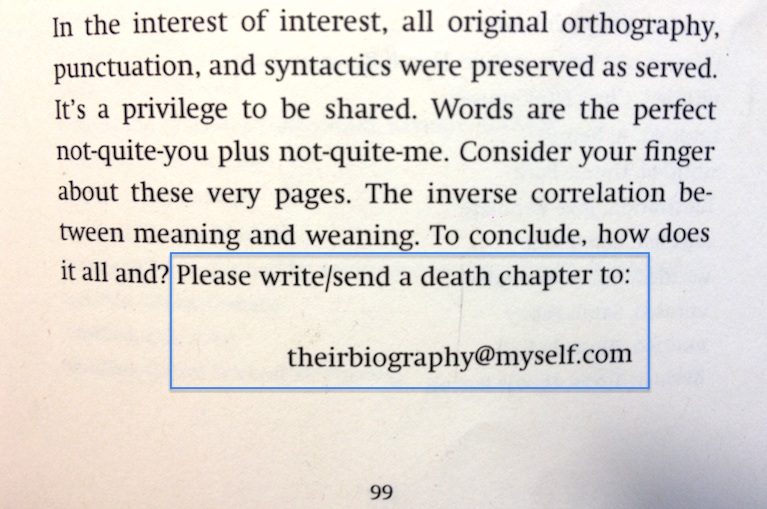 In the interest of interest, all original orthography,
punctuation, and syntactics were preserved as served.
It's a privilege to be shared. Words are the perfect
not-quite-you plus not-quite-me. Consider your finger
about these very pages. The inverse correlation be-
tween meaning and weaning. To conclude, how does
it all and? Please write/send a death chapter to:
theirbiography@myself.com
99